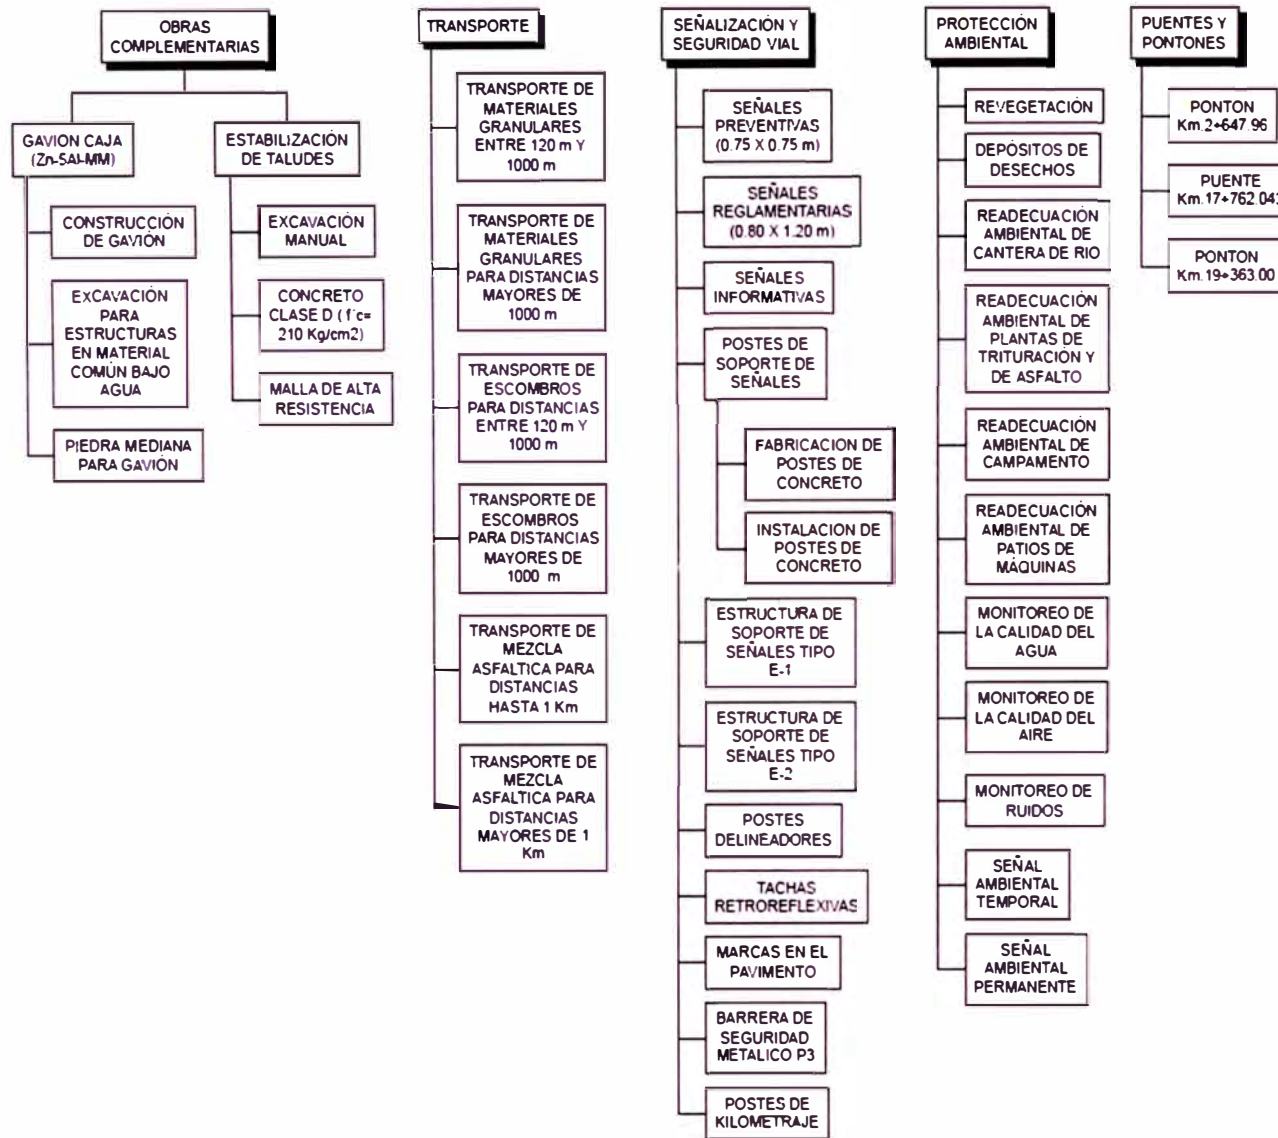 OBRAS
COMPLEMENTARIAS
GAVION CAJA
(Zn-5Al-MM)
CONSTRUCCIÓN
DE GAVIÓN
EXCAVACIÓN
PARA
ESTRUCTURAS
EN MATERIAL
COMÚN BAJO
AGUA
PIEDRA MEDIANA
PARA GAVIÓN
ESTABILIZACIÓN
DE TALUDES
EXCAVACIÓN
MANUAL
CONCRETO
CLASE D ( f´c=
210 Kg/cm2)
MALLA DE ALTA
RESISTENCIA
TRANSPORTE
TRANSPORTE DE
MATERIALES
GRANULARES
ENTRE 120 m Y
1000 m
TRANSPORTE DE
MATERIALES
GRANULARES
PARA DISTANCIAS
MAYORES DE
1000 m
TRANSPORTE DE
ESCOMBROS
PARA DISTANCIAS
ENTRE 120 m Y
1000 m
TRANSPORTE DE
ESCOMBROS
PARA DISTANCIAS
MAYORES DE
1000 m
TRANSPORTE DE
MEZCLA
ASFALTICA PARA
DISTANCIAS
HASTA 1 Km
TRANSPORTE DE
MEZCLA
ASFALTICA PARA
DISTANCIAS
MAYORES DE 1
Km
SEÑALIZACIÓN Y
SEGURIDAD VIAL
SEÑALES
PREVENTIVAS
(0.75 X 0.75 m)
SEÑALES
REGLAMENTARIAS
(0.80 X 1.20 m)
SEÑALES
INFORMATIVAS
POSTES DE
SOPORTE DE
SEÑALES
FABRICACION DE
POSTES DE
CONCRETO
INSTALACION DE
POSTES DE
CONCRETO
ESTRUCTURA DE
SOPORTE DE
SEÑALES TIPO
E-1
ESTRUCTURA DE
SOPORTE DE
SEÑALES TIPO
E-2
POSTES
DELINEADORES
TACHAS
RETROREFLEXIVAS
MARCAS EN EL
PAVIMENTO
BARRERA DE
SEGURIDAD
METALICO P3
POSTES DE
KILOMETRAJE
PROTECCIÓN
AMBIENTAL
REVEGETACIÓN
DEPÓSITOS DE
DESECHOS
READECUACIÓN
AMBIENTAL DE
CANTERA DE RIO
READECUACIÓN
AMBIENTAL DE
PLANTAS DE
TRITURACIÓN Y
DE ASFALTO
READECUACIÓN
AMBIENTAL DE
CAMPAMENTO
READECUACIÓN
AMBIENTAL DE
PATIOS DE
MÁQUINAS
MONITOREO DE
LA CALIDAD DEL
AGUA
MONITOREO DE
LA CALIDAD DEL
AIRE
MONITOREO DE
RUIDOS
SEÑAL
AMBIENTAL
TEMPORAL
SEÑAL
AMBIENTAL
PERMANENTE
PUENTES Y
PONTONES
PONTON
Km.2+647.96
PUENTE
Km.17+762.043
PONTON
Km.19+363.00